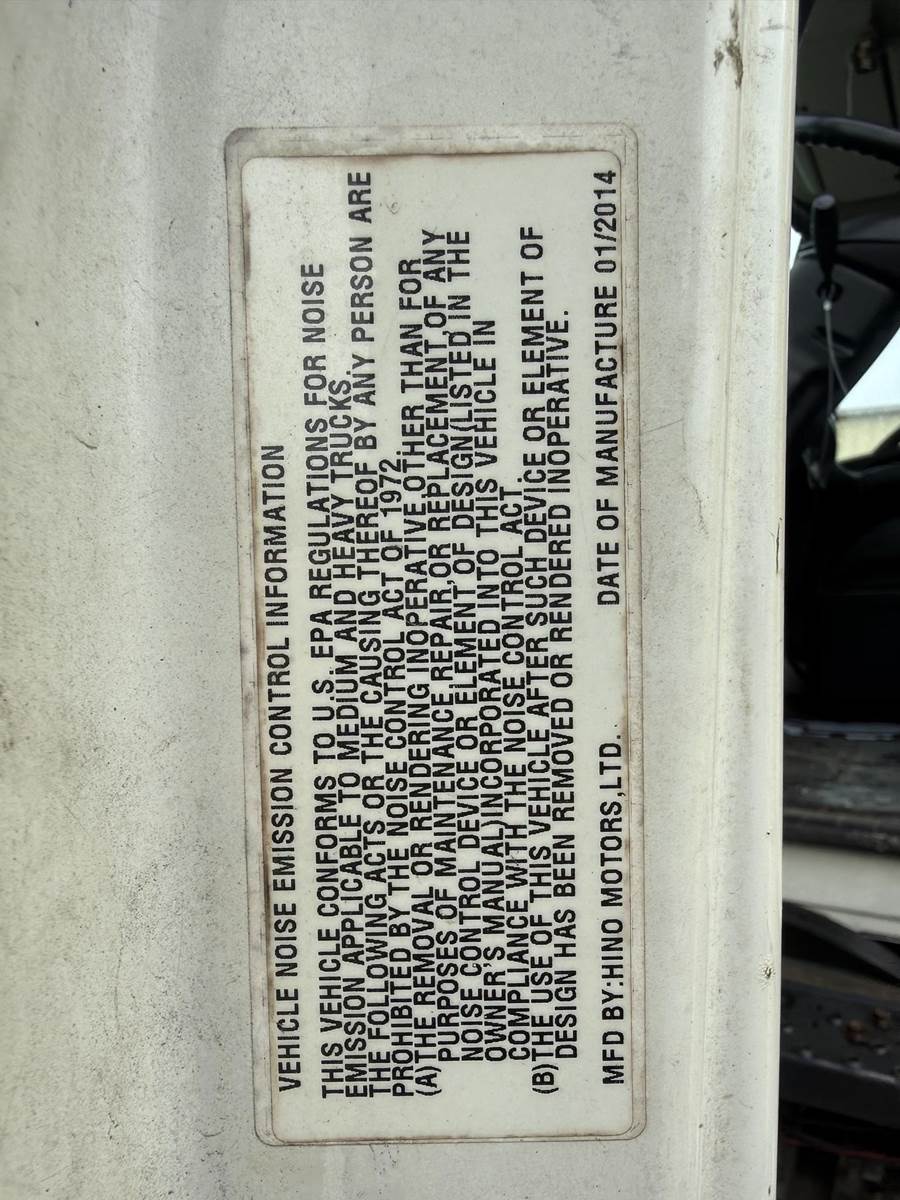 VEHICLE NOISE EMISSION CONTROL INFORMATION
THIS VEHICLE CONFORMS TO U.S. EPA REGULATIONS FOR NOISE
EMISSION APPLICABLE TO MEDIUM AND HEAVY TRUCKS.
THE FOLLOWING ACTS OR THE CAUSING THEREOF BY ANY PERSON ARE
PROHIBITED BY THE NOISE CONTROL ACT OF 1972.
(A) THE REMOVAL OR RENDERING INOPERATIVE, OTHER THAN FOR
PURPOSES OF MAINTENANCE, REPAIR, OR REPLACEMENT, OF ANY
NOISE CONTROL DEVICE OR ELEMENT OF DESIGN(LISTED IN THE
OWNER'S MANUAL)INCORPORATED INTO THIS VEHICLE IN
COMPLIANCE WITH THE NOISE CONTROL ACT.
(B) THE USE OF THIS VEHICLE AFTER SUCH DEVICE OR ELEMENT OF
DESIGN HAS BEEN REMOVED OR RENDERED INOPERATIVE.
MFD BY:HINO MOTORS,LTD. DATE OF MANUFACTURE 01/2014